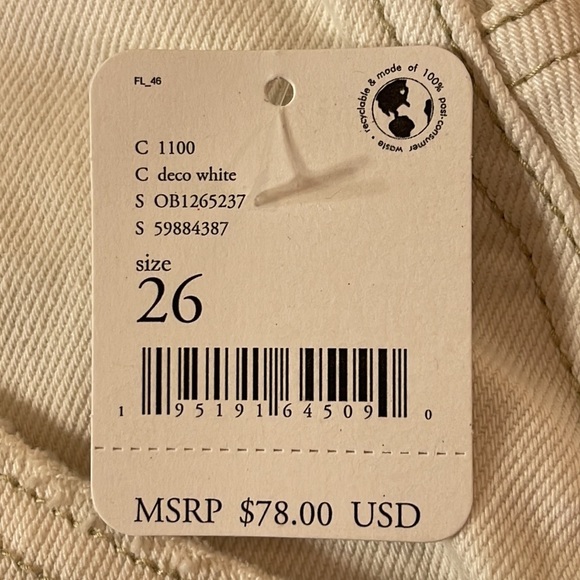 FL_46
recyclable & made of 100% post-consumer waste •
C 1100
C deco white
S OB1265237
S 59884387
size
26
1 95191 64509 0
MSRP $78.00 USD